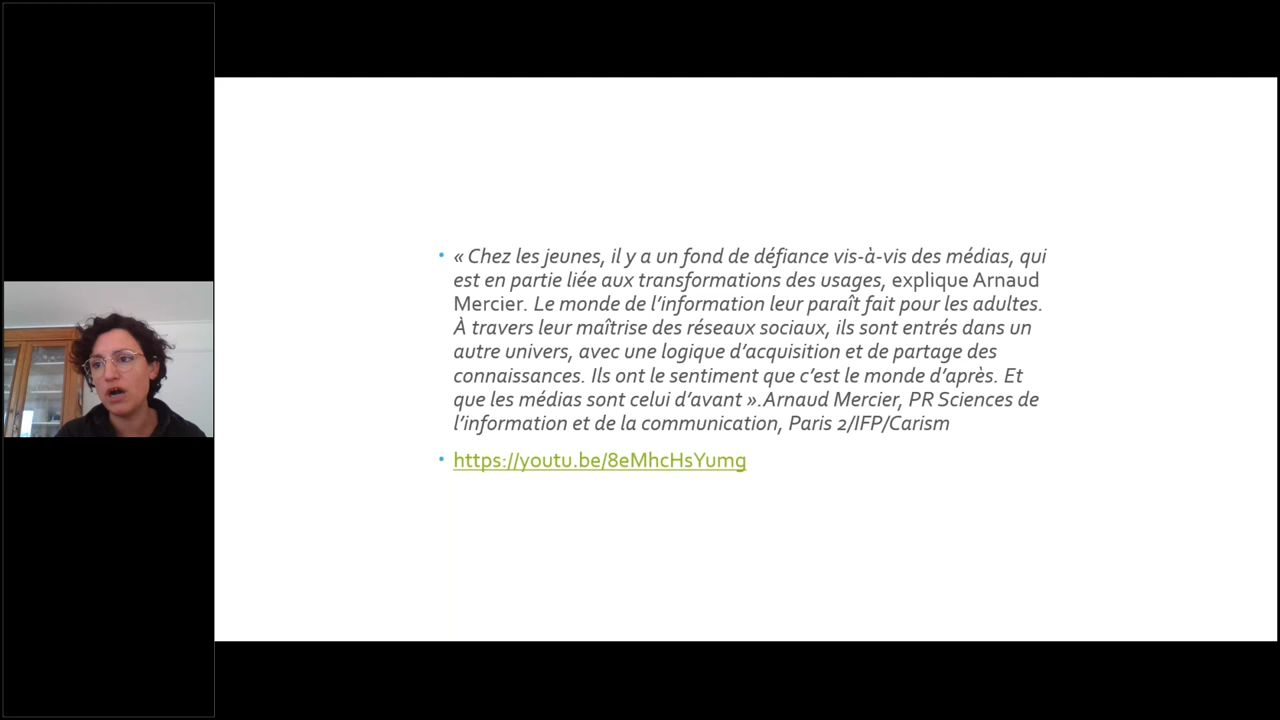 « Chez les jeunes, il y a un fond de défiance vis-à-vis des médias, qui
est en partie liée aux transformations des usages, explique Arnaud
Mercier. Le monde de l'information leur paraît fait pour les adultes.
À travers leur maîtrise des réseaux sociaux, ils sont entrés dans un
autre univers, avec une logique d'acquisition et de partage des
connaissances. Ils ont le sentiment que c'est le monde d'après. Et
que les médias sont celui d'avant ».Arnaud Mercier, PR Sciences de
l'information et de la communication, Paris 2/IFP/Carism
https://youtu.be/8eMhcHsYumg